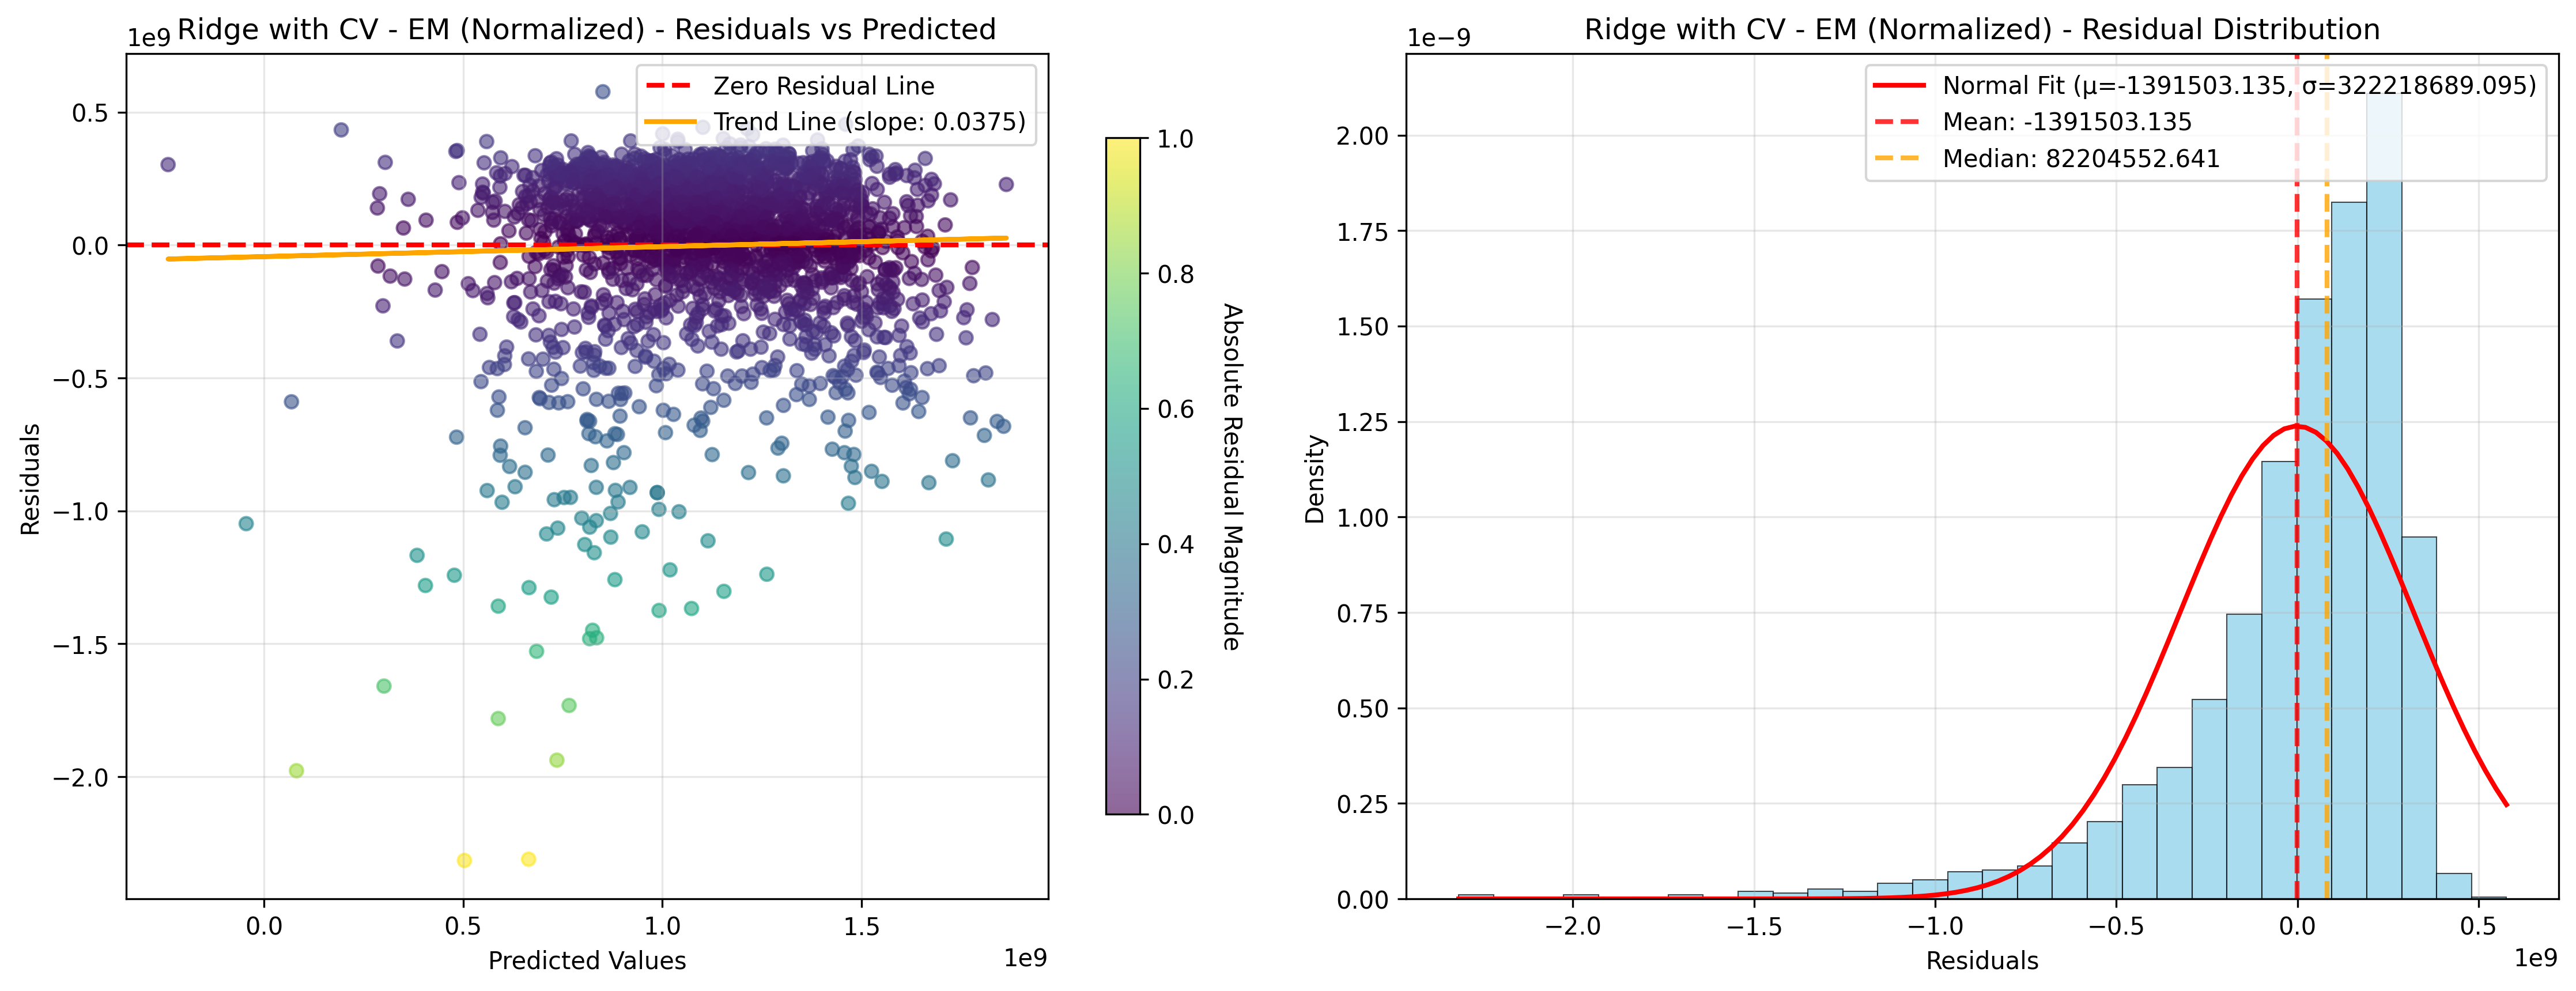 Ridge with CV - EM (Normalized) - Residuals vs Predicted
1e9
Zero Residual Line
Trend Line (slope: 0.0375)
0.5
0.0
−0.5
−1.0
−1.5
−2.0
Residuals
0.0 0.5 1.0 1.5
1e9
Predicted Values
1.0
0.8
0.6
0.4
0.2
0.0
Absolute Residual Magnitude
Ridge with CV - EM (Normalized) - Residual Distribution
1e−9
Normal Fit (μ=-1391503.135, σ=322218689.095)
Mean: -1391503.135
Median: 82204552.641
2.00
1.75
1.50
1.25
1.00
0.75
0.50
0.25
0.00
Density
−2.0 −1.5 −1.0 −0.5 0.0 0.5
1e9
Residuals